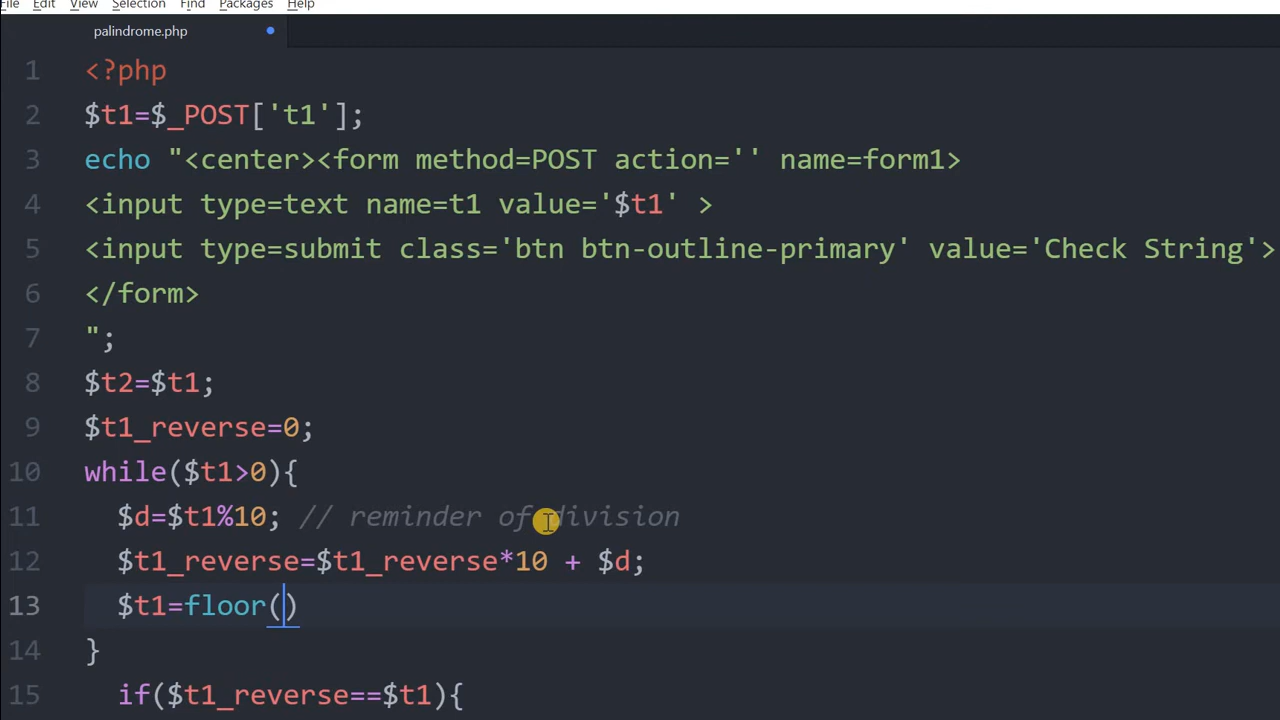 File Edit View Selection Find Packages Help
palindrome.php
1 <?php
2 $t1=$_POST['t1'];
3 echo "<center><form method=POST action='' name=form1>
4 <input type=text name=t1 value='$t1' >
5 <input type=submit class='btn btn-outline-primary' value='Check String'>
6 </form>
7 ";
8 $t2=$t1;
9 $t1_reverse=0;
10 while($t1>0){
11 $d=$t1%10; // reminder of division
12 $t1_reverse=$t1_reverse*10 + $d;
13 $t1=floor()
14 }
15 if($t1_reverse==$t1){